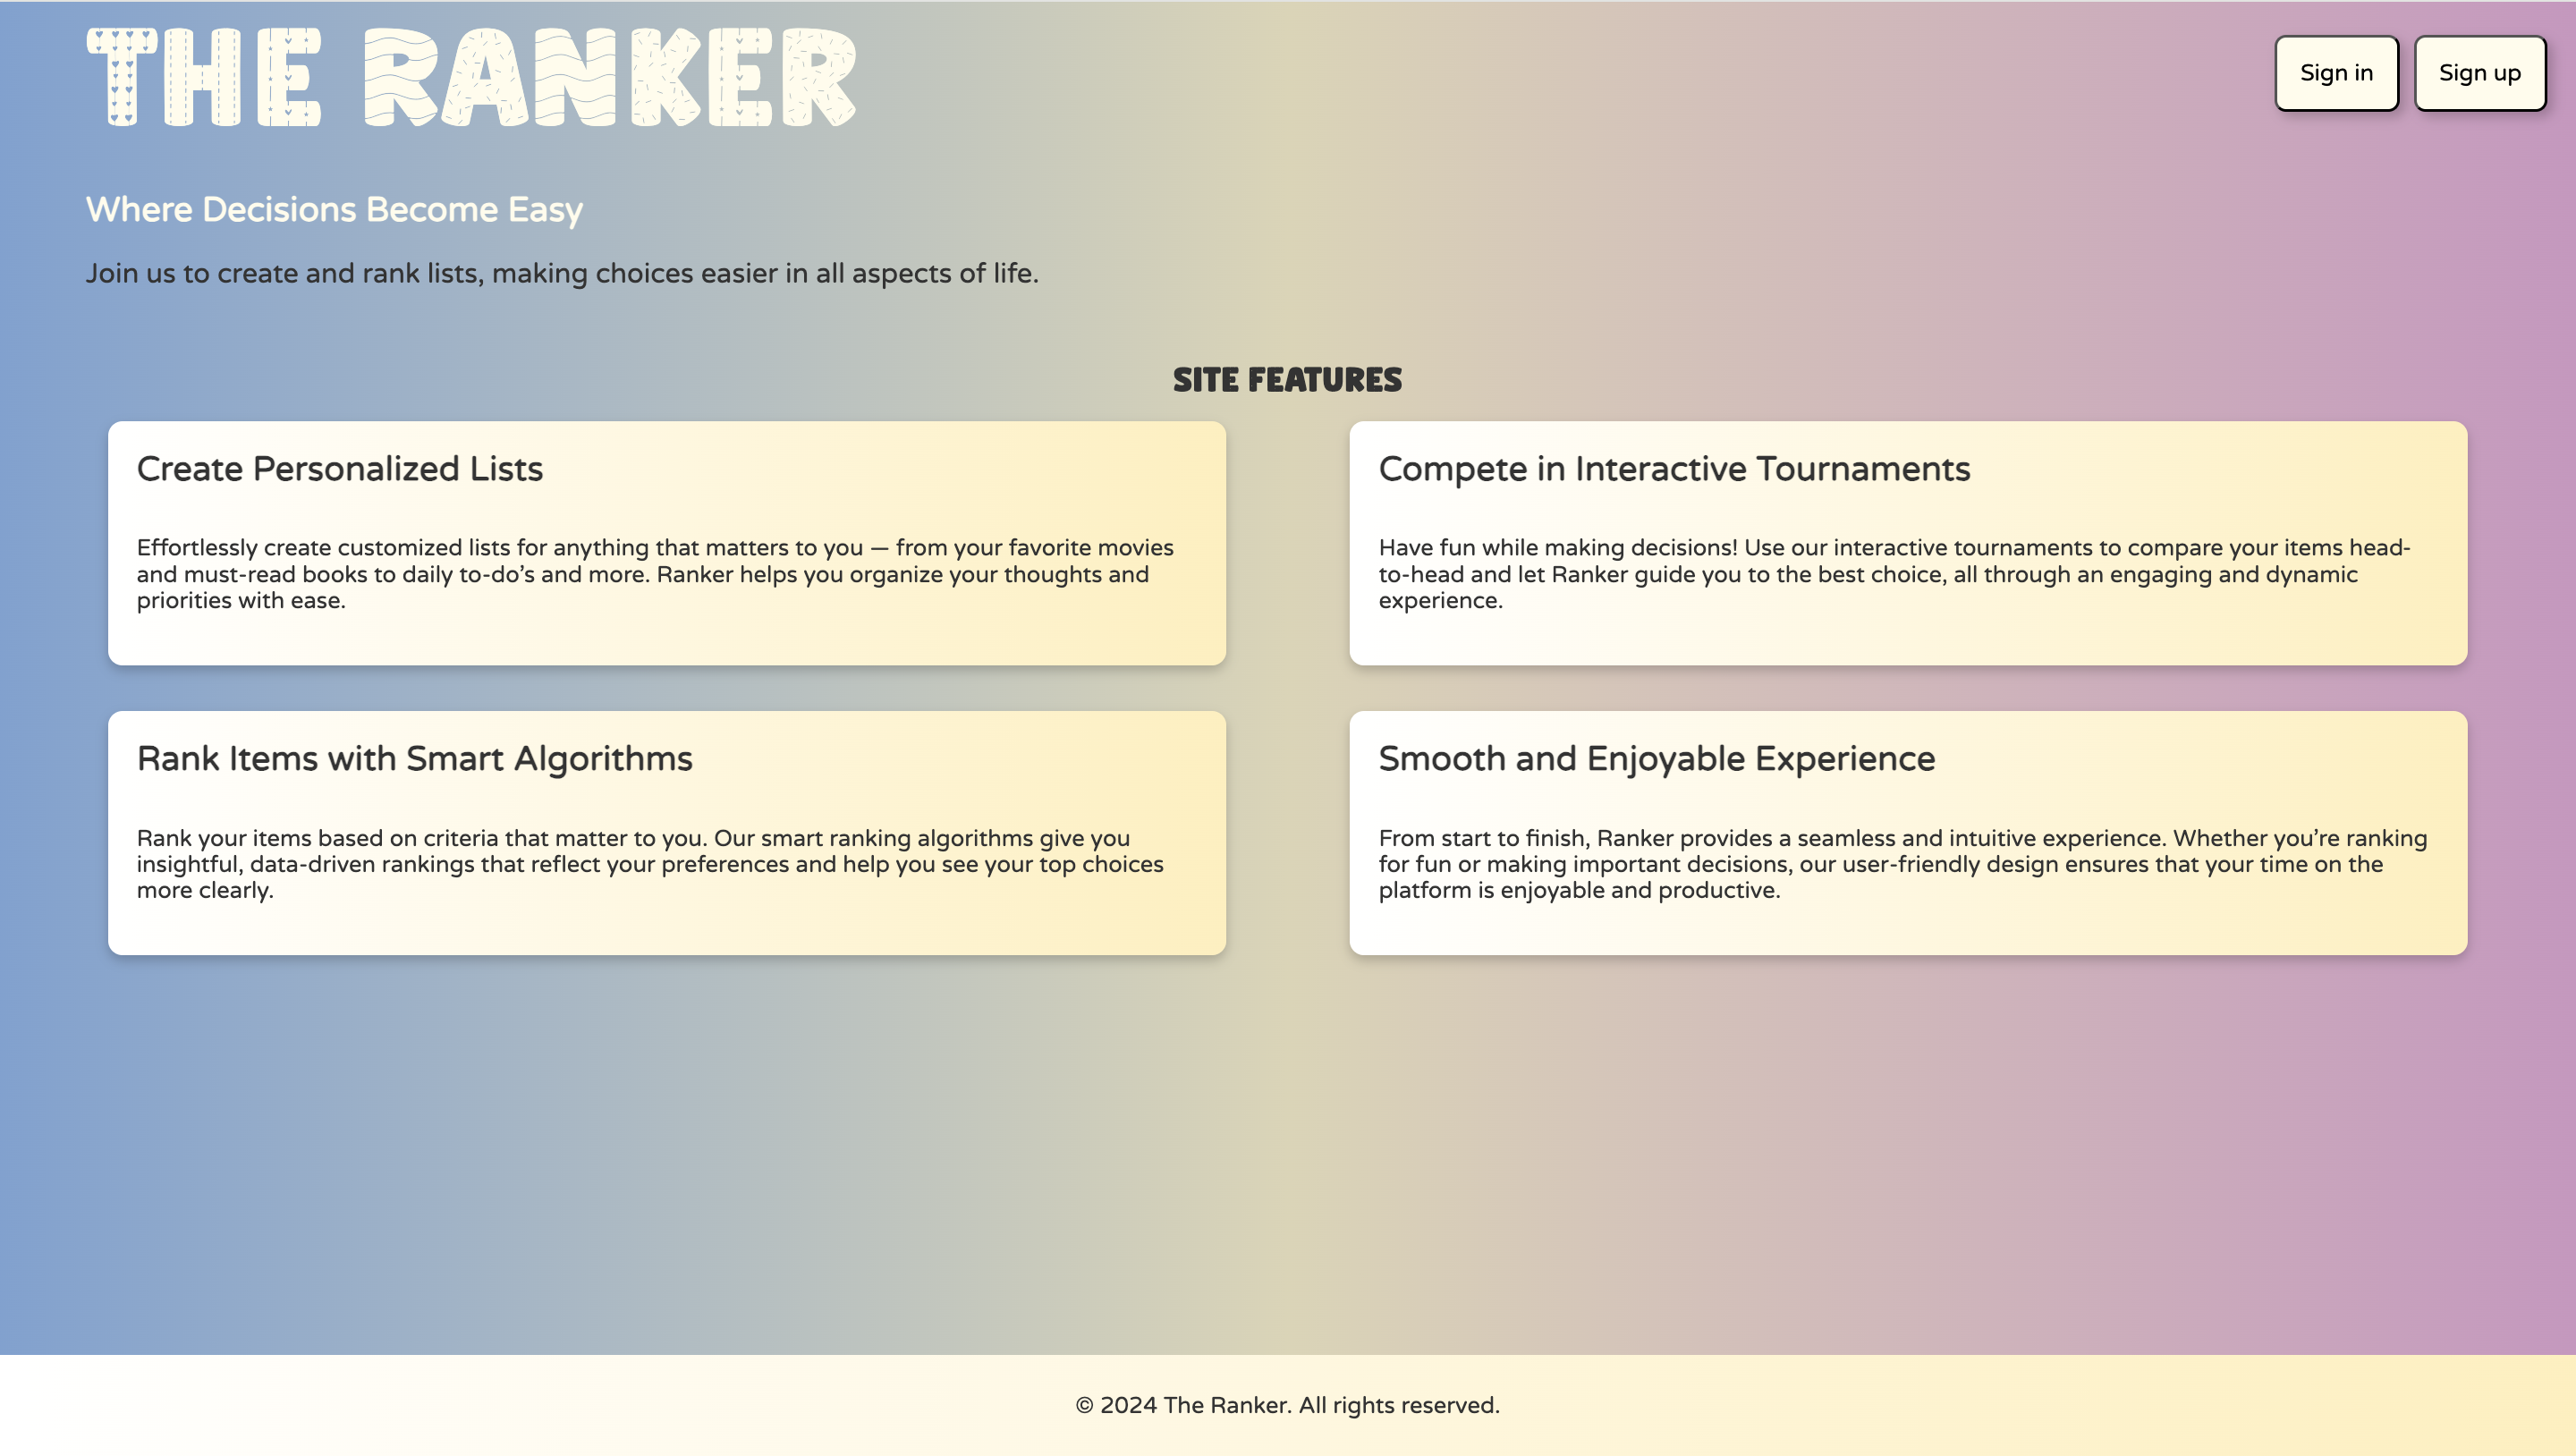 THE RANKER
Sign in
Sign up
Where Decisions Become Easy
Join us to create and rank lists, making choices easier in all aspects of life.
SITE FEATURES
Create Personalized Lists
Effortlessly create customized lists for anything that matters to you — from your favorite movies
and must-read books to daily to-do’s and more. Ranker helps you organize your thoughts and
priorities with ease.
Compete in Interactive Tournaments
Have fun while making decisions! Use our interactive tournaments to compare your items head-
to-head and let Ranker guide you to the best choice, all through an engaging and dynamic
experience.
Rank Items with Smart Algorithms
Rank your items based on criteria that matter to you. Our smart ranking algorithms give you
insightful, data-driven rankings that reflect your preferences and help you see your top choices
more clearly.
Smooth and Enjoyable Experience
From start to finish, Ranker provides a seamless and intuitive experience. Whether you’re ranking
for fun or making important decisions, our user-friendly design ensures that your time on the
platform is enjoyable and productive.
© 2024 The Ranker. All rights reserved.